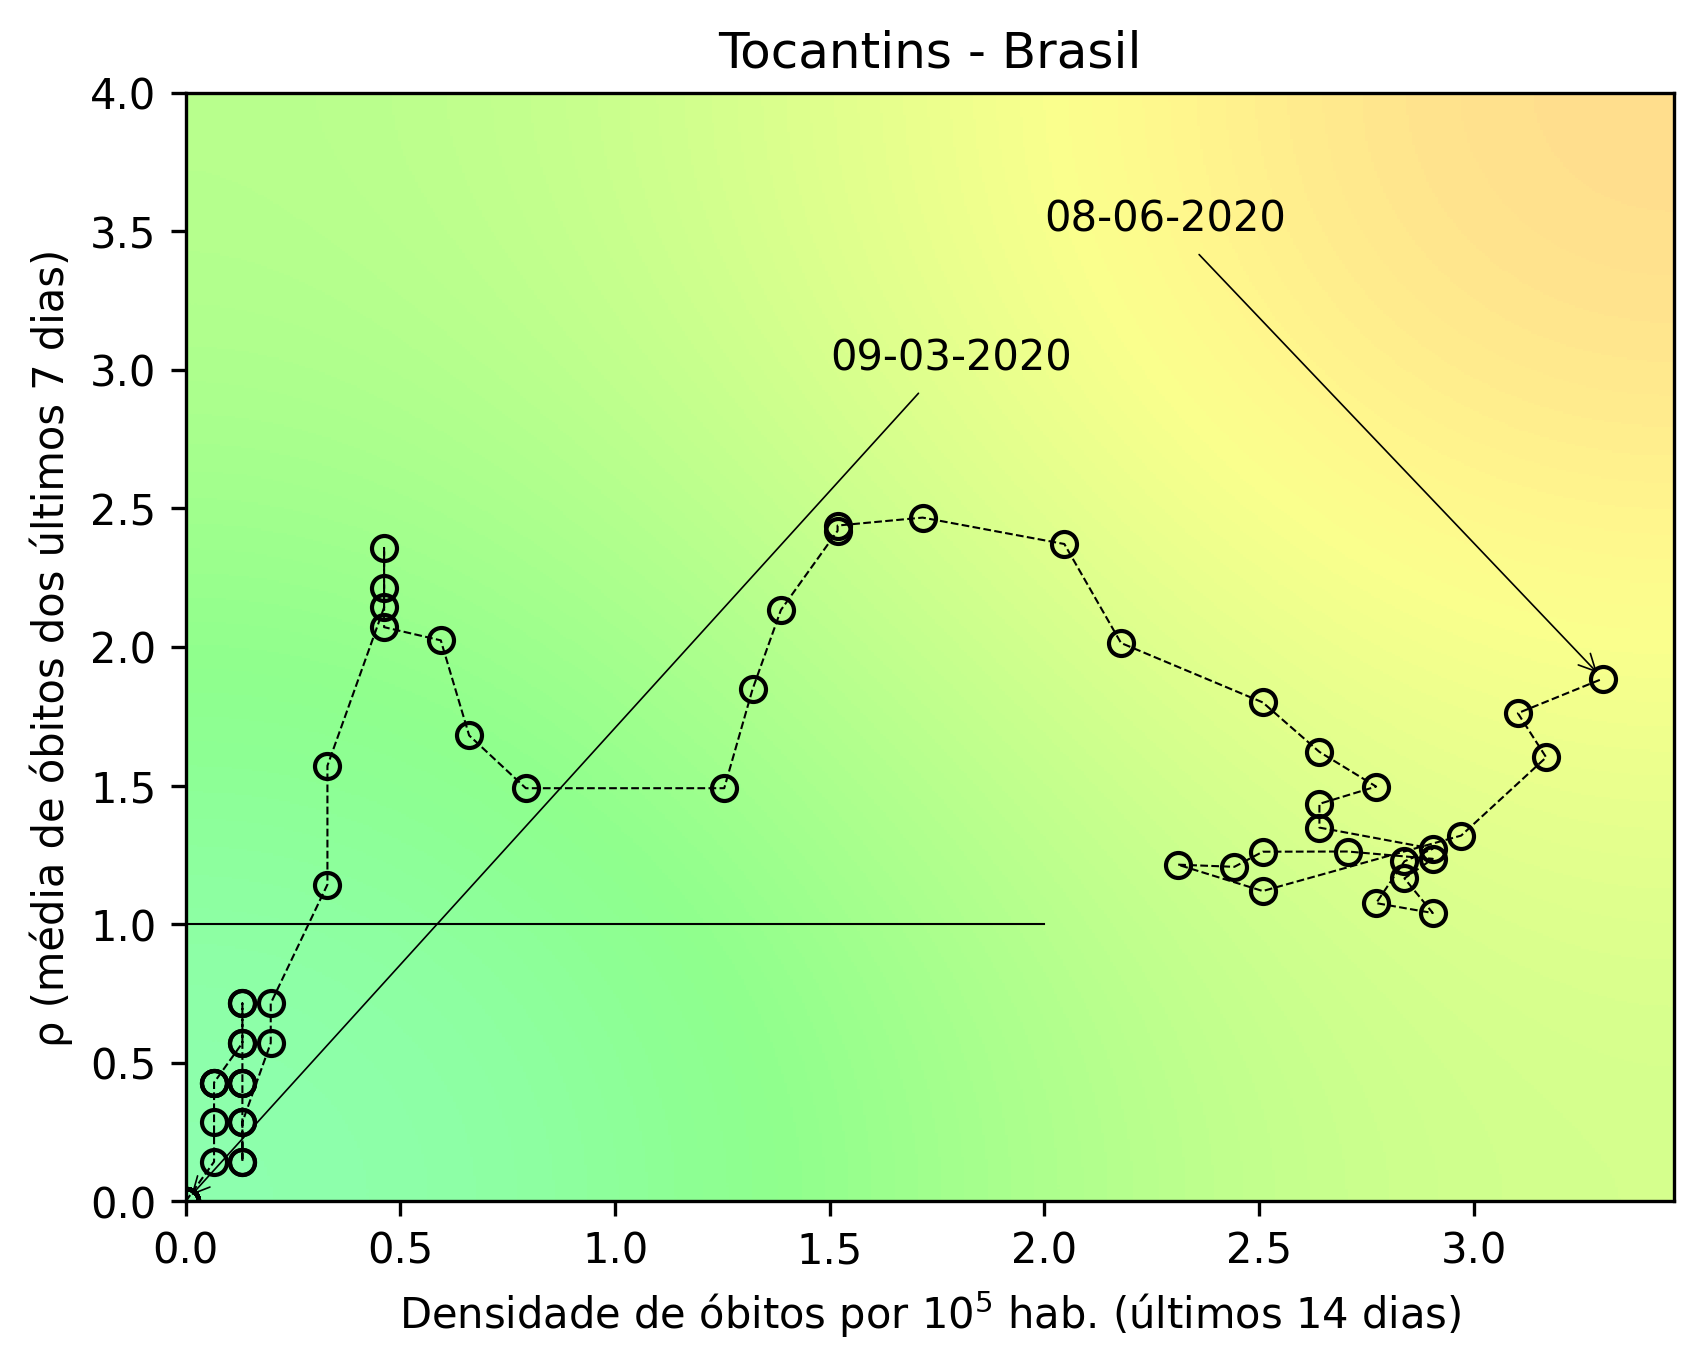 Tocantins - Brasil
4.0
3.5
3.0
2.5
2.0
1.5
1.0
0.5
0.0
ρ (média de óbitos dos últimos 7 dias)
08-06-2020
09-03-2020
0.0 0.5 1.0 1.5 2.0 2.5 3.0
Densidade de óbitos por 10⁵ hab. (últimos 14 dias)